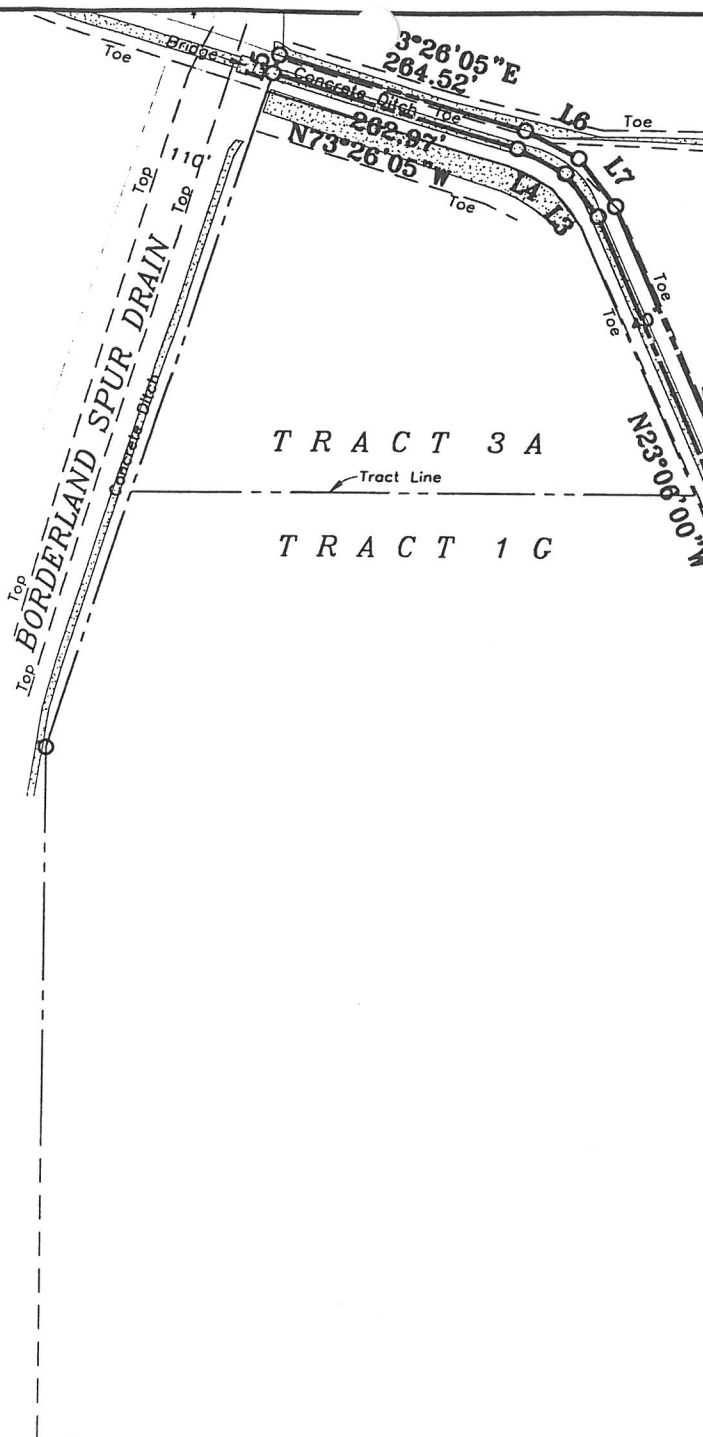 3°26'05"E
264.52'
Toe
Bridge
L5
Concrete Ditch
Toe
L6
Toe
L7
262.97'
N73°26'05"W
Toe
L4
L3
110'
Top
Top
Toe
Toe
BORDERLAND SPUR DRAIN
Concrete Ditch
N23°06'00"W
TRACT 3A
Tract Line
TRACT 1G
Top
Top